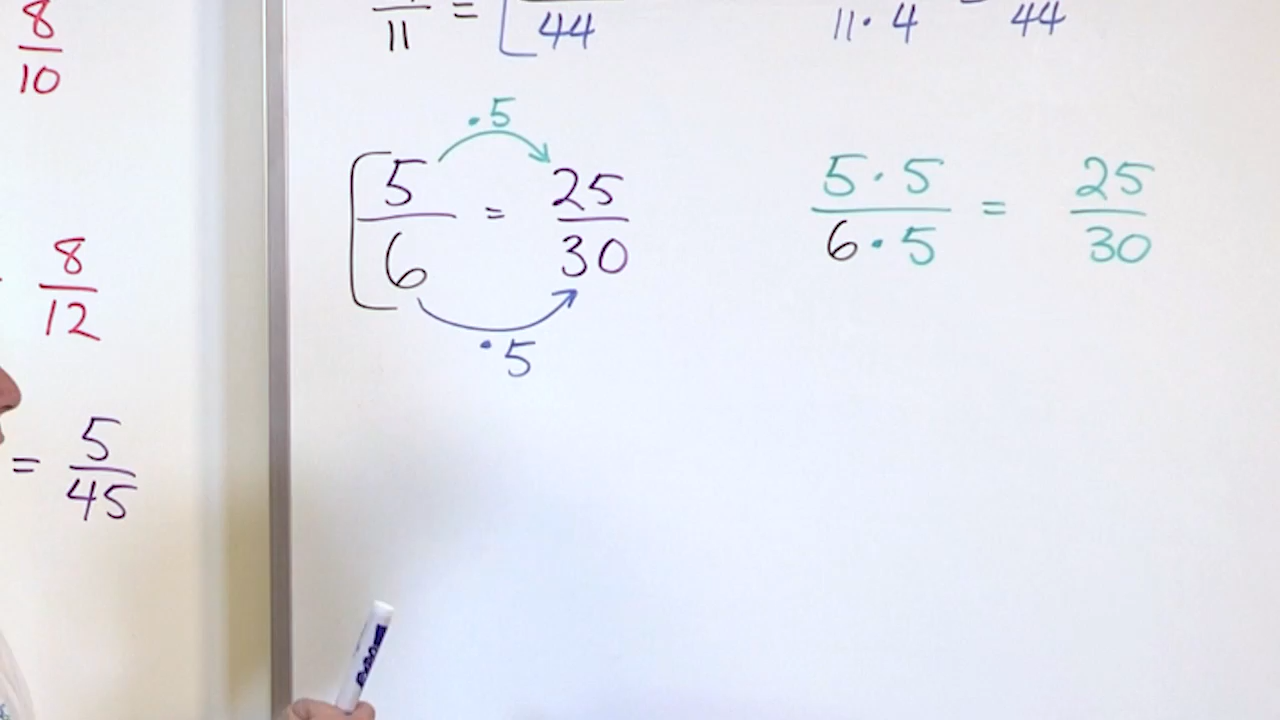 8/10
8/12
= 5/45
11 = 44
11 · 4 44
· 5
5/6 = 25/30
· 5
5 · 5 / 6 · 5 = 25/30
EXPO